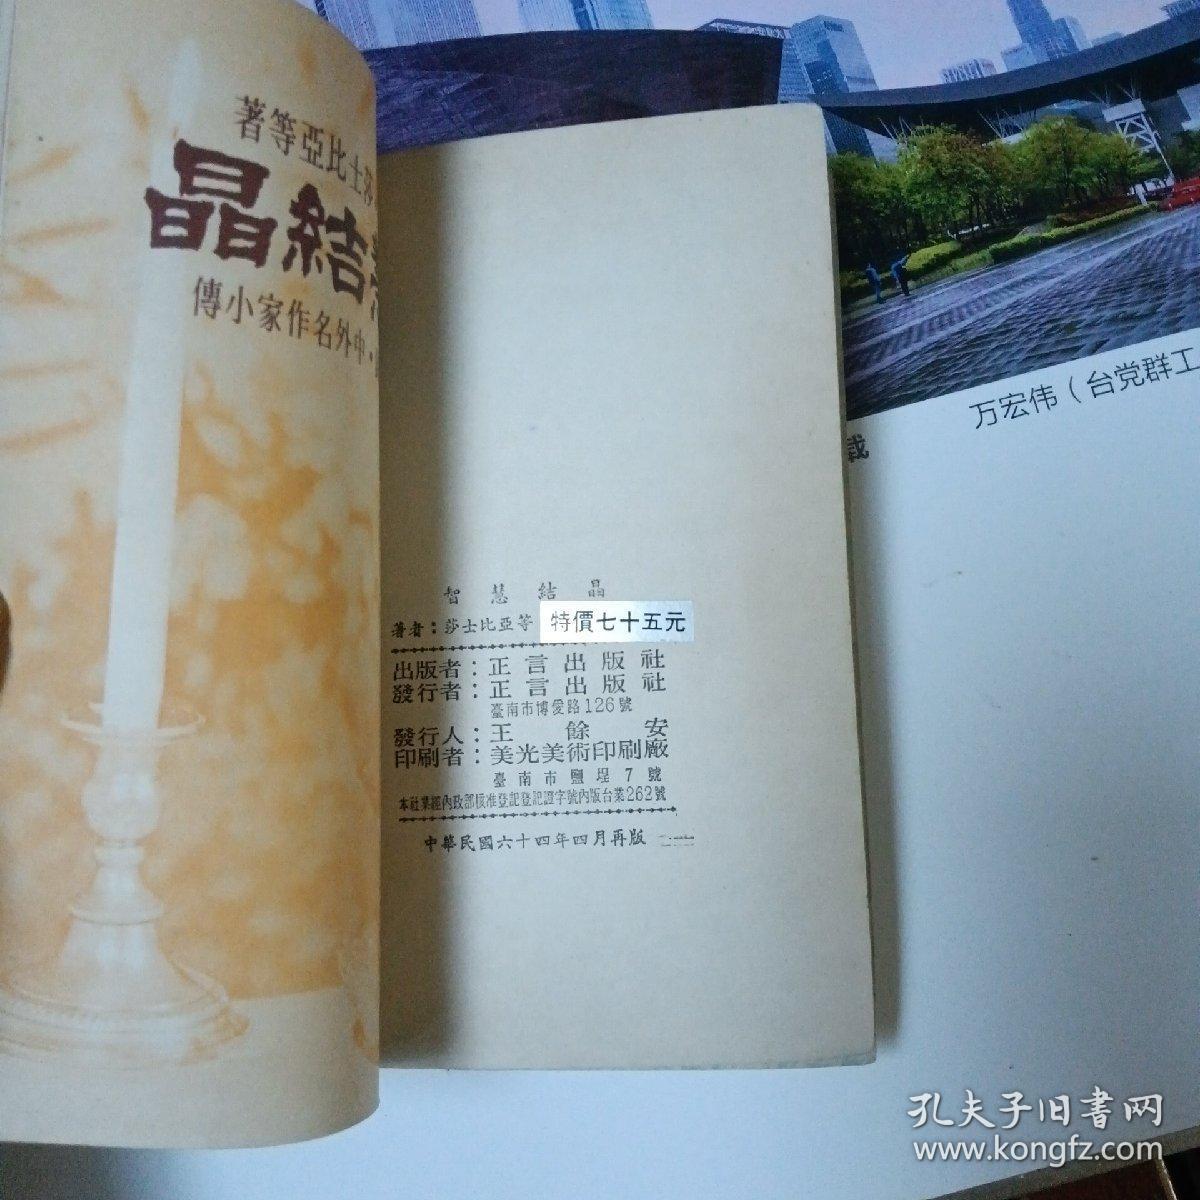 著等亞比士莎
晶結慧
傳小家作名外中·
智慧結晶
著者：莎士比亞等
特價七十五元
出版者：正言出版社
發行者：正言出版社
臺南市博愛路126號
發行人：王餘安
印刷者：美光美術印刷廠
臺南市鹽埕7號
本社業經內政部核准登記登記證字號內版台業262號
中華民國六十四年四月再版
万宏伟（台党群工
载
孔夫子旧书网
www.kongfz.com